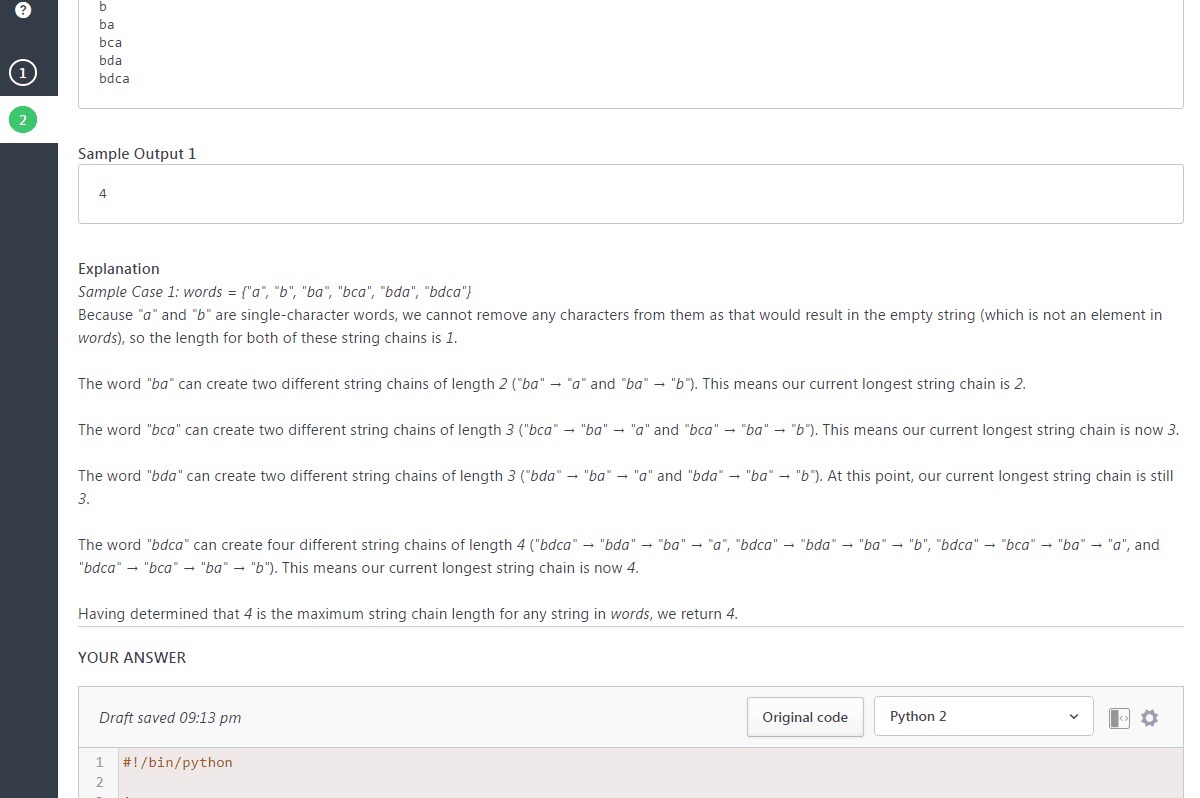 ?
b
ba
bca
bda
bdca
1
2
Sample Output 1
4
Explanation
Sample Case 1: words = {"a", "b", "ba", "bca", "bda", "bdca"}
Because "a" and "b" are single-character words, we cannot remove any characters from them as that would result in the empty string (which is not an element in
words), so the length for both of these string chains is 1.
The word "ba" can create two different string chains of length 2 ("ba" → "a" and "ba" → "b"). This means our current longest string chain is 2.
The word "bca" can create two different string chains of length 3 ("bca" → "ba" → "a" and "bca" → "ba" → "b"). This means our current longest string chain is now 3.
The word "bda" can create two different string chains of length 3 ("bda" → "ba" → "a" and "bda" → "ba" → "b"). At this point, our current longest string chain is still
3.
The word "bdca" can create four different string chains of length 4 ("bdca" → "bda" → "ba" → "a", "bdca" → "bda" → "ba" → "b", "bdca" → "bca" → "ba" → "a", and
"bdca" → "bca" → "ba" → "b"). This means our current longest string chain is now 4.
Having determined that 4 is the maximum string chain length for any string in words, we return 4.
YOUR ANSWER
Draft saved 09:13 pm
Original code
Python 2
1 #!/bin/python
2